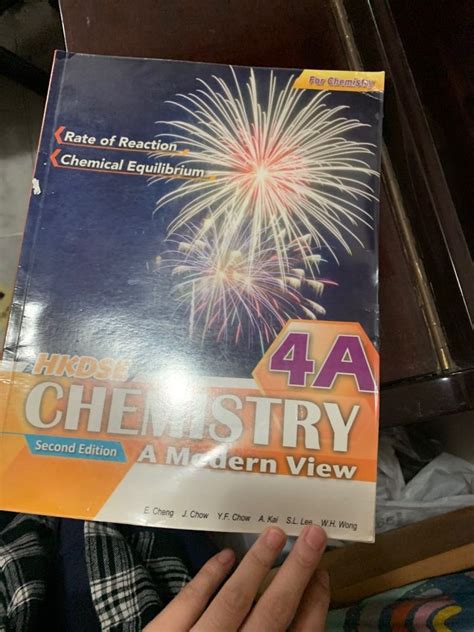 For Chemistry
Rate of Reaction
Chemical Equilibrium
4A
HKDSE
CHEMISTRY
Second Edition
A Modern View
E. Cheng J. Chow Y.F. Chow A. Kai S.L. Lee W.H. Wong